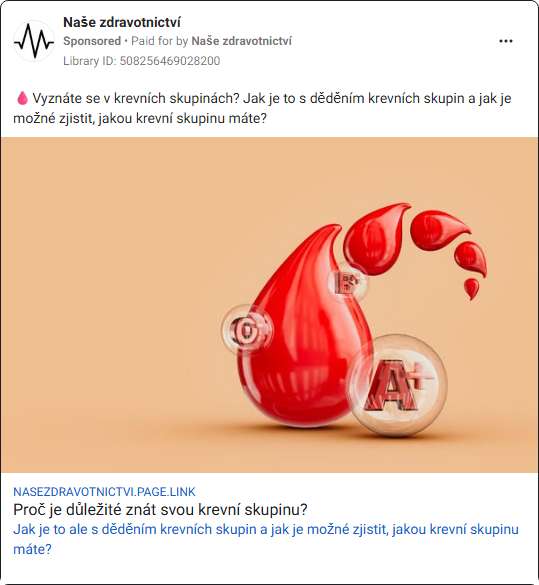 Naše zdravotnictví
Sponsored • Paid for by Naše zdravotnictví
Library ID: 508256469028200
Vyznáte se v krevních skupinách? Jak je to s děděním krevních skupin a jak je
možné zjistit, jakou krevní skupinu máte?
O
A+
NASEZDRAVOTNICTVI.PAGE.LINK
Proč je důležité znát svou krevní skupinu?
Jak je to ale s děděním krevních skupin a jak je možné zjistit, jakou krevní skupinu
máte?